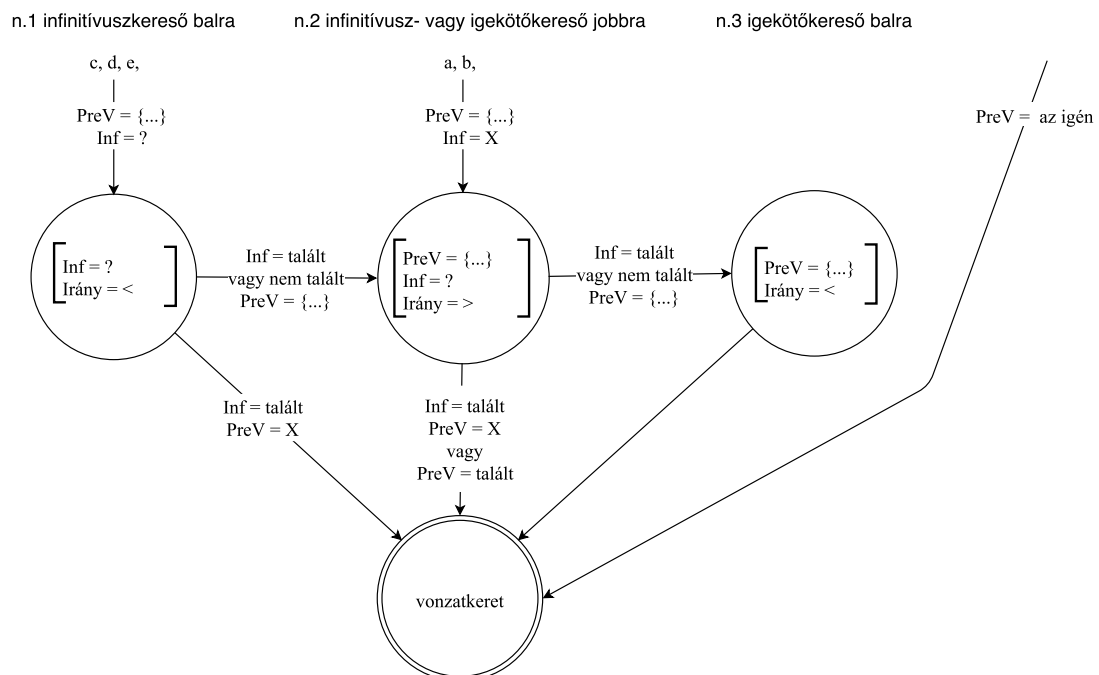 n.1 infinitívuszkereső balra
n.2 infinitívusz- vagy igekötőkereső jobbra
n.3 igekötőkereső balra
c, d, e,
PreV = {...}
Inf = ?
a, b,
PreV = {...}
Inf = X
PreV =  az igén
Inf = ?
Irány = <
Inf = talált
vagy nem talált
PreV = {...}
PreV = {...}
Inf = ?
Irány = >
Inf = talált
vagy nem talált
PreV = {...}
PreV = {...}
Irány = <
Inf = talált
PreV = X
Inf = talált
PreV = X
vagy
PreV = talált
vonzatkeret